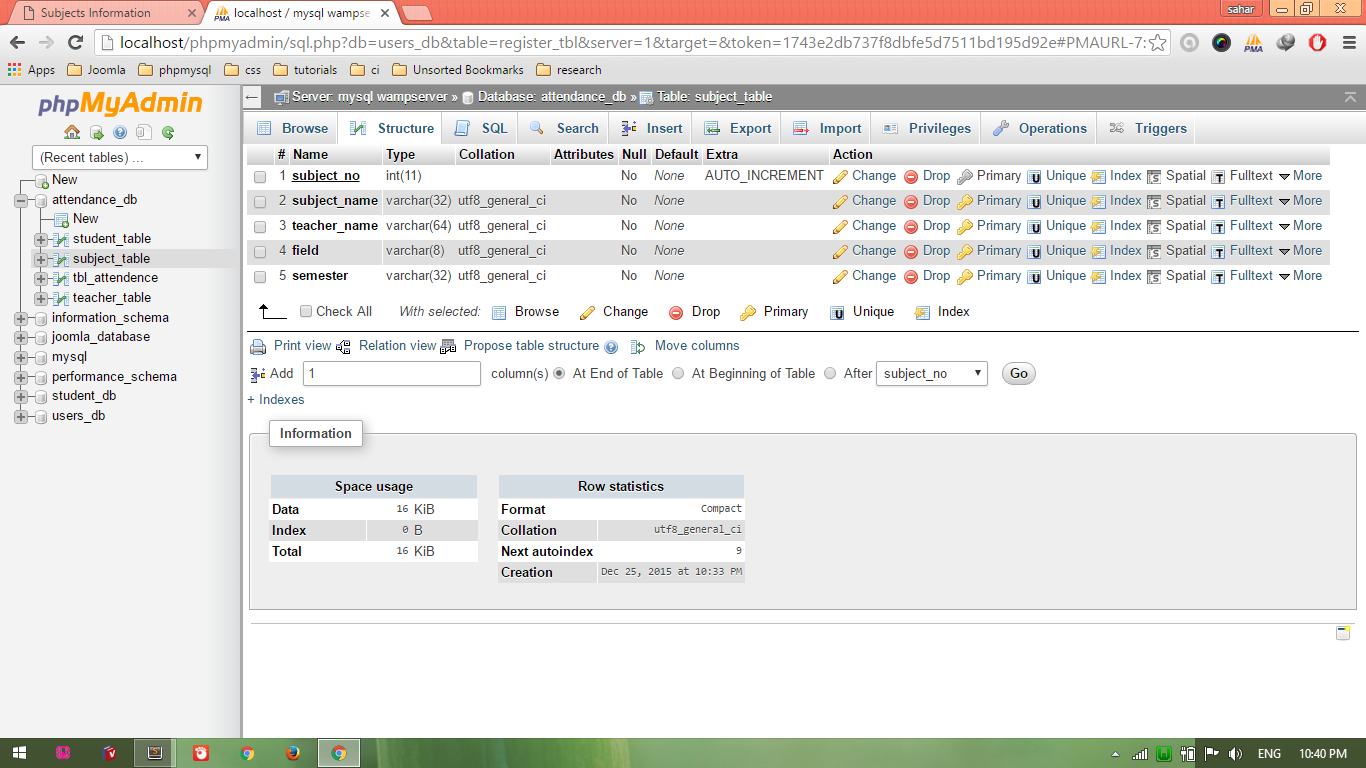 Subjects Information
localhost / mysql wampse
sahar
localhost/phpmyadmin/sql.php?db=users_db&table=register_tbl&server=1&target=&token=1743e2db737f8dbfe5d7511bd195d92e#PMAURL-7:
Apps Joomla phpmysql css tutorials ci Unsorted Bookmarks research
phpMyAdmin
(Recent tables) ...
New
attendance_db
New
student_table
subject_table
tbl_attendence
teacher_table
information_schema
joomla_database
mysql
performance_schema
student_db
users_db
Server: mysql wampserver » Database: attendance_db » Table: subject_table
Browse Structure SQL Search Insert Export Import Privileges Operations Triggers
# Name Type Collation Attributes Null Default Extra Action
1 subject_no int(11) No None AUTO_INCREMENT Change Drop Primary Unique Index Spatial Fulltext More
2 subject_name varchar(32) utf8_general_ci No None Change Drop Primary Unique Index Spatial Fulltext More
3 teacher_name varchar(64) utf8_general_ci No None Change Drop Primary Unique Index Spatial Fulltext More
4 field varchar(8) utf8_general_ci No None Change Drop Primary Unique Index Spatial Fulltext More
5 semester varchar(32) utf8_general_ci No None Change Drop Primary Unique Index Spatial Fulltext More
Check All With selected: Browse Change Drop Primary Unique Index
Print view Relation view Propose table structure Move columns
Add 1 column(s) At End of Table At Beginning of Table After subject_no Go
+ Indexes
Information
Space usage
Data 16 KiB
Index 0 B
Total 16 KiB
Row statistics
Format Compact
Collation utf8_general_ci
Next autoindex 9
Creation Dec 25, 2015 at 10:33 PM
ENG 10:40 PM